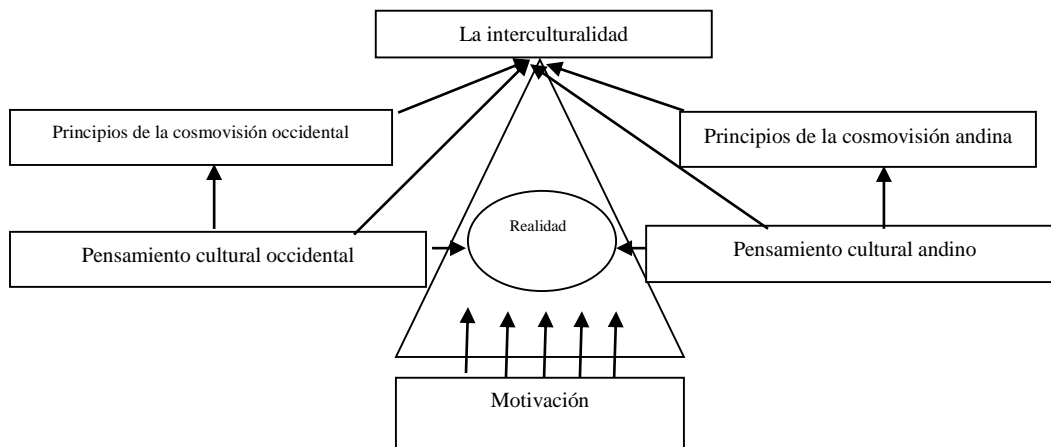 La interculturalidad
Principios de la cosmovisión occidental
Principios de la cosmovisión andina
Realidad
Pensamiento cultural occidental
Pensamiento cultural andino
Motivación